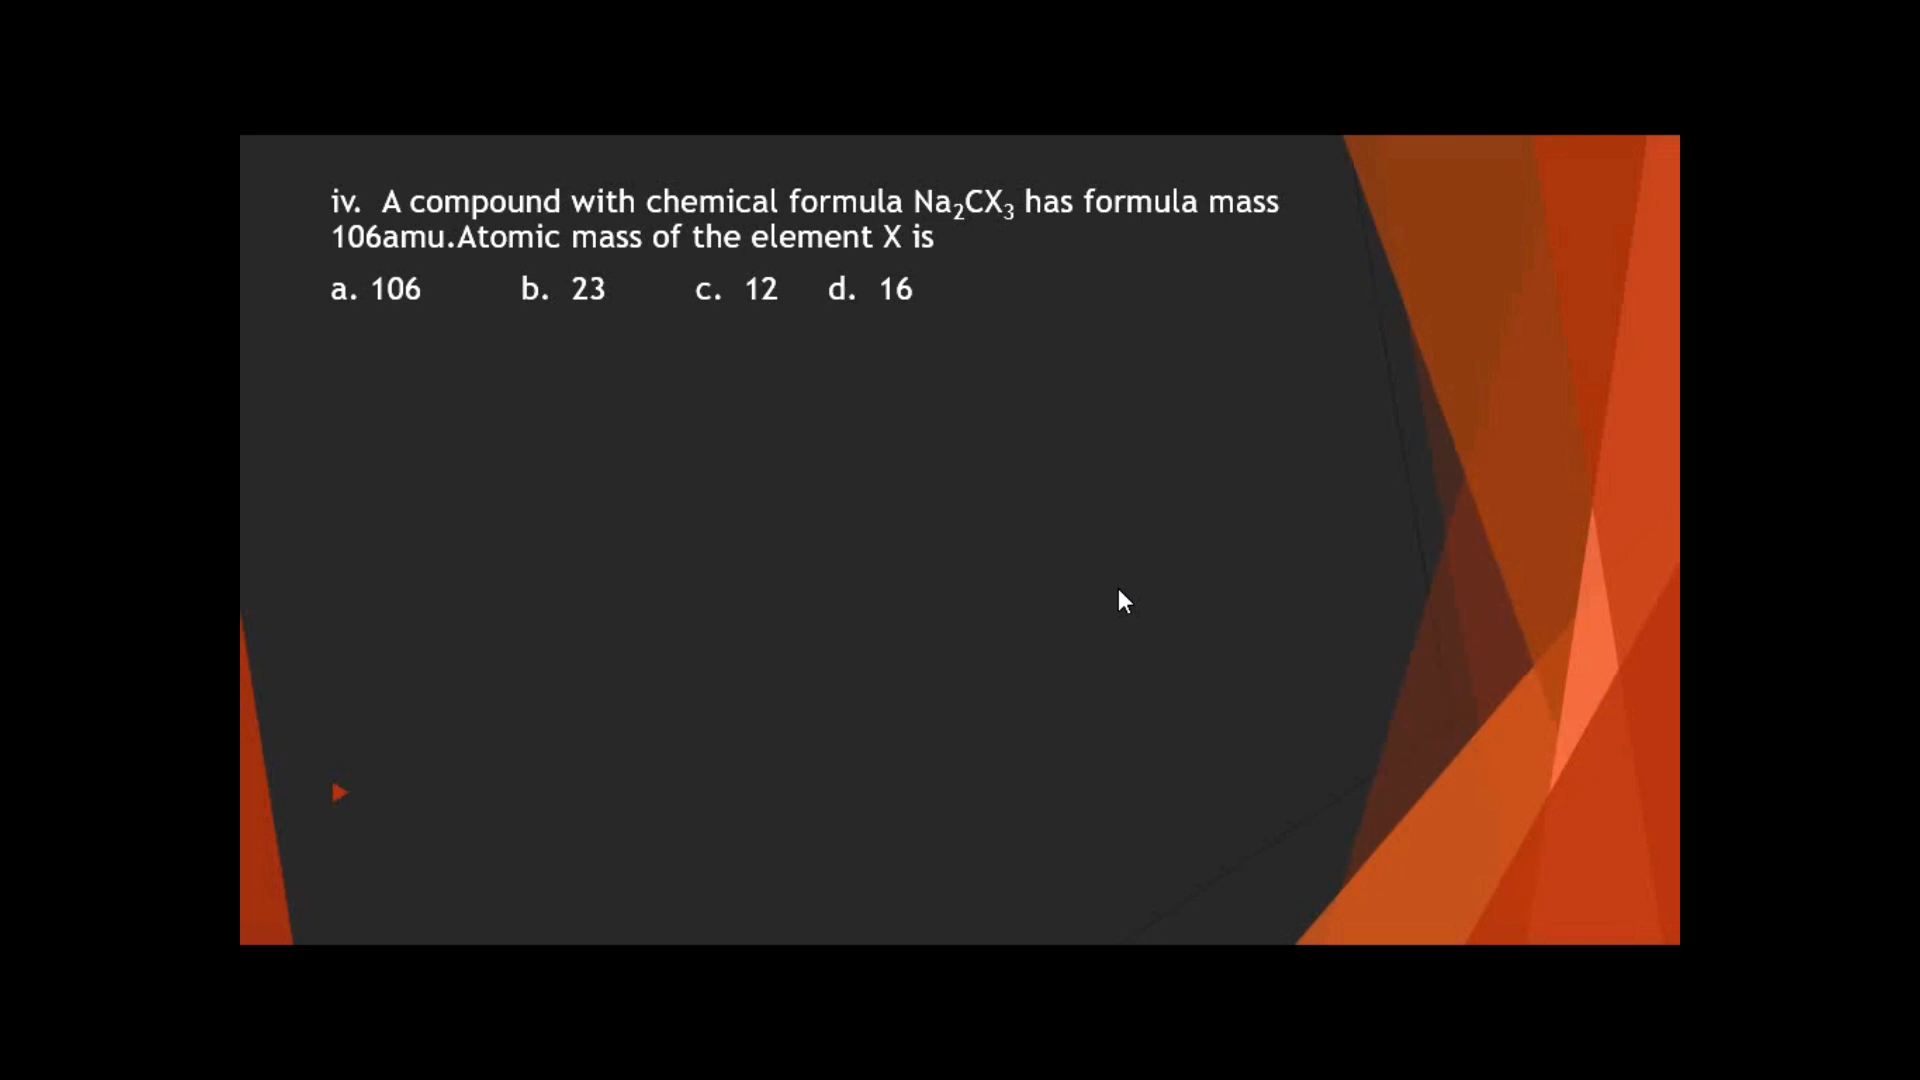 iv. A compound with chemical formula Na₂CX₃ has formula mass
106amu.Atomic mass of the element X is
a. 106 b. 23 c. 12 d. 16